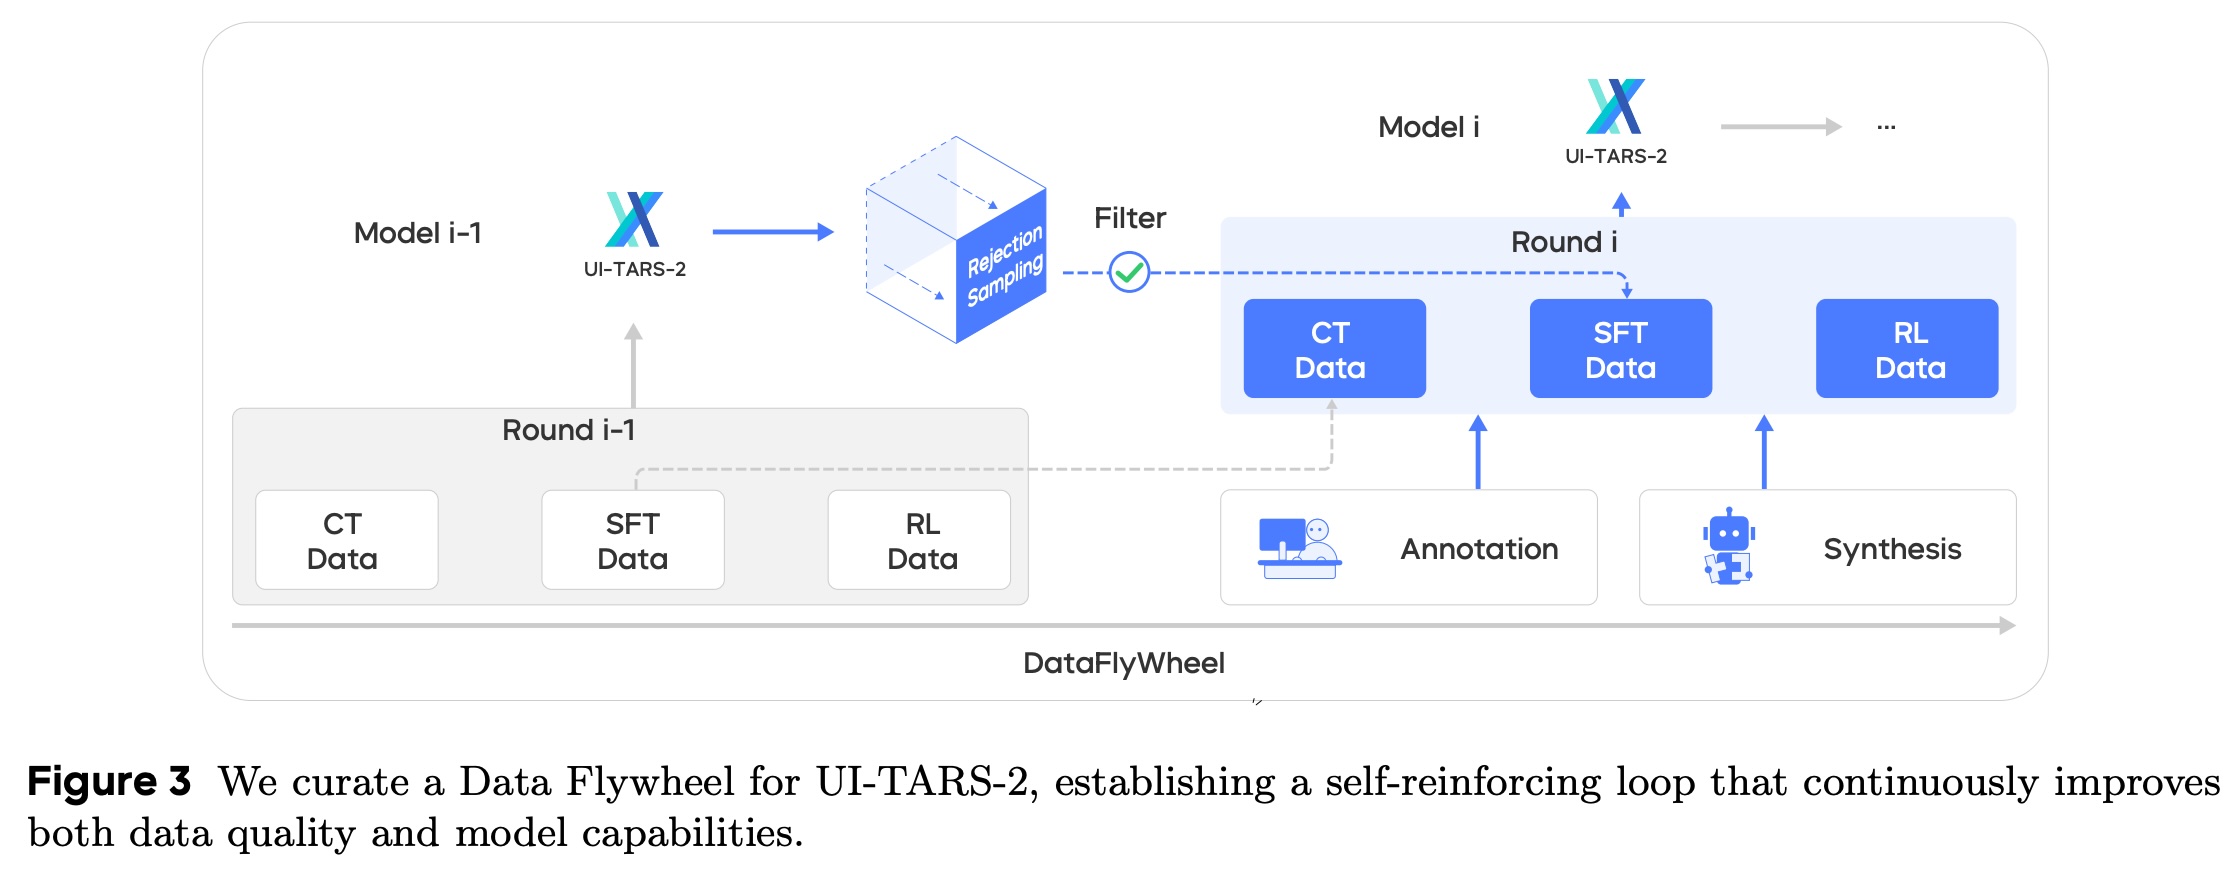 Model i
UI-TARS-2
...
Model i-1
UI-TARS-2
Rejection
Sampling
Filter
Round i
CT
Data
SFT
Data
RL
Data
Round i-1
CT
Data
SFT
Data
RL
Data
Annotation
Synthesis
DataFlyWheel
Figure 3 We curate a Data Flywheel for UI-TARS-2, establishing a self-reinforcing loop that continuously improves
both data quality and model capabilities.